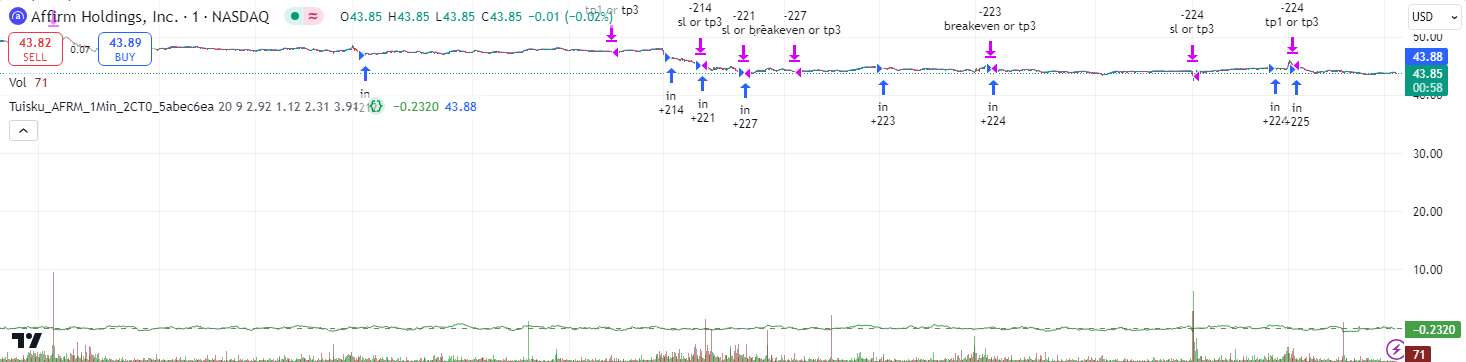 Affirm Holdings, Inc. · 1 · NASDAQ
O43.85 H43.85 L43.85 C43.85 −0.01 (−0.02%)
43.82
SELL
0.07
43.89
BUY
Vol 71
Tuisku_AFRM_1Min_2CT0_5abec6ea 20 9 2.92 1.12 2.31 3.91 −0.2320 43.88
tp1 or tp3
in
-214
sl or tp3
in
+214
-221
sl or
in
+221
-227
breakeven or tp3
in
+227
in
+223
-223
breakeven or tp3
in
+224
-224
sl or tp3
-224
tp1 or tp3
in
+224
in
+225
USD
50.00
43.88
43.85
00:58
40.00
30.00
20.00
10.00
−0.2320
71